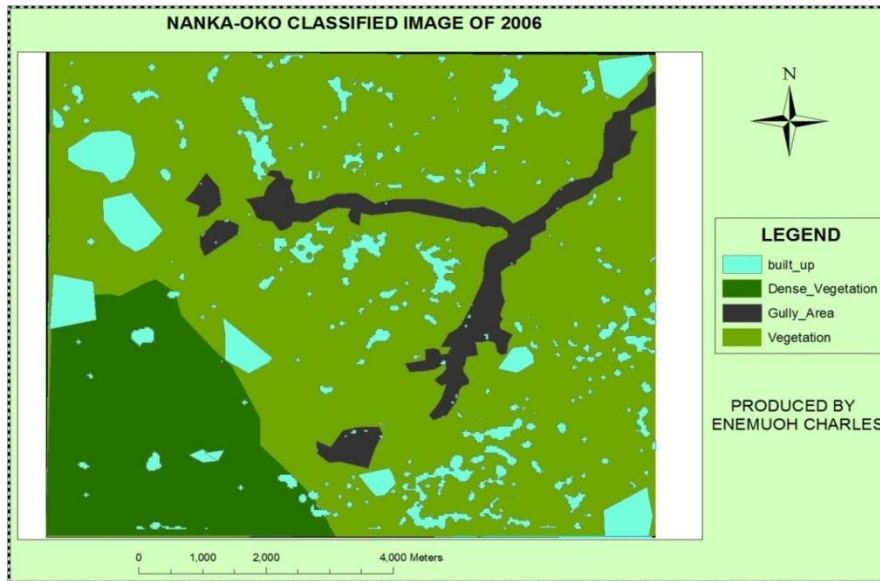 NANKA-OKO CLASSIFIED IMAGE OF 2006
N
LEGEND
built_up
Dense_Vegetation
Gully_Area
Vegetation
PRODUCED BY
ENEMUOH CHARLES
0 1,000 2,000 4,000 Meters